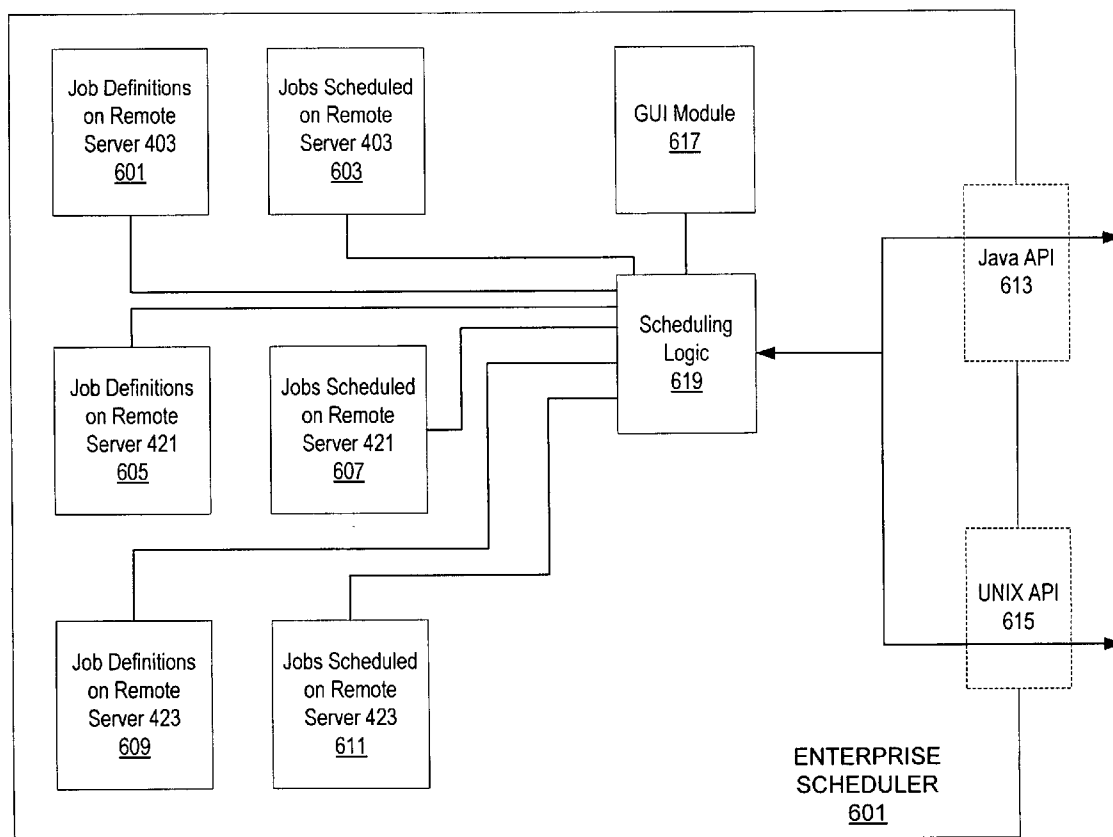 Job Definitions
on Remote
Server 403
601
Jobs Scheduled
on Remote
Server 403
603
GUI Module
617
Java API
613
Scheduling
Logic
619
Job Definitions
on Remote
Server 421
605
Jobs Scheduled
on Remote
Server 421
607
UNIX API
615
Job Definitions
on Remote
Server 423
609
Jobs Scheduled
on Remote
Server 423
611
ENTERPRISE
SCHEDULER
601